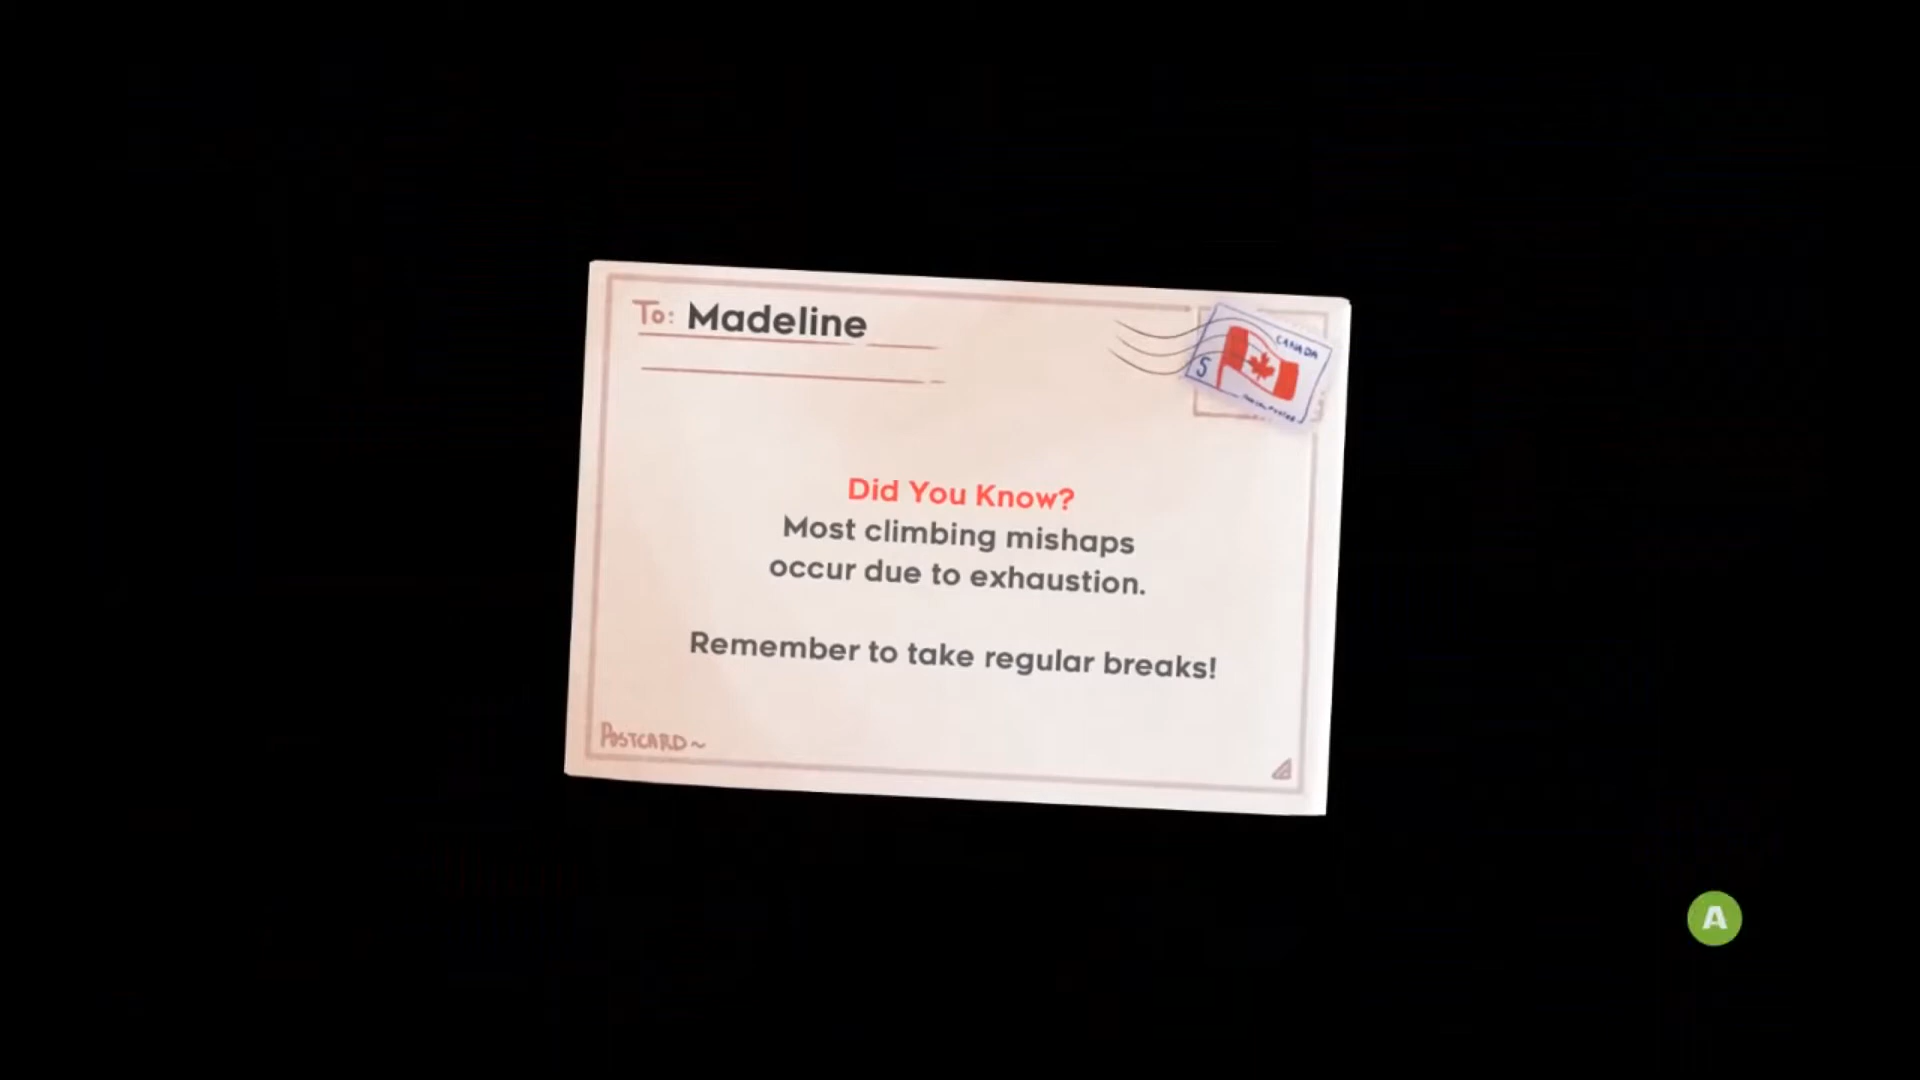 To: Madeline
CANADA
5
Did You Know?
Most climbing mishaps
occur due to exhaustion.
Remember to take regular breaks!
POSTCARD~
A